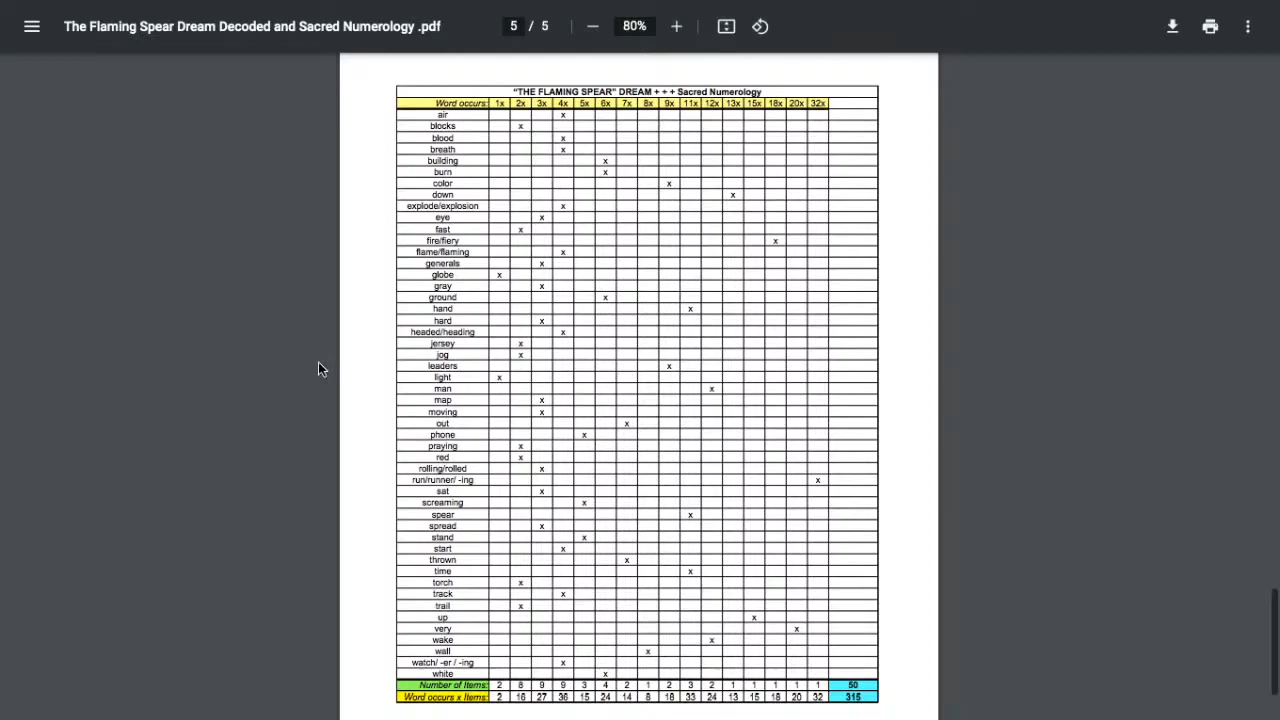 The Flaming Spear Dream Decoded and Sacred Numerology .pdf 5 / 5 80%
“THE FLAMING SPEAR” DREAM + + + Sacred Numerology
Word occurs: 1x 2x 3x 4x 5x 6x 7x 8x 9x 11x 12x 13x 15x 18x 20x 32x
air x
blocks x
blood x
breath x
building x
burn x
color x
down x
explode/explosion x
eye x
fast x
fire/fiery x
flame/flaming x
generals x
globe x
gray x
ground x
hand x
hard x
headed/heading x
jersey x
jog x
leaders x
light x
man x
map x
moving x
out x
phone x
praying x
red x
rolling/rolled x
run/runner/ -ing x
sat x
screaming x
spear x
spread x
stand x
start x
thrown x
time x
torch x
track x
trail x
up x
very x
wake x
wall x
watch/ -er / -ing x
white x
Number of Items: 2 8 9 9 3 4 2 1 2 3 2 1 1 1 1 1 50
Word occurs x Items: 2 16 27 36 15 24 14 8 18 33 24 13 15 18 20 32 315